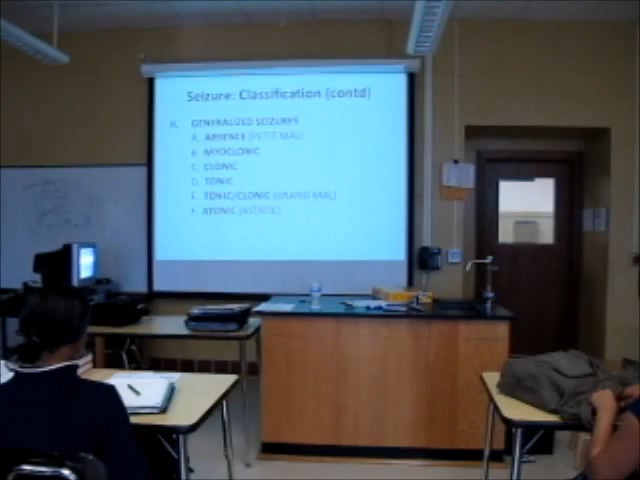 Seizure: Classification (contd)
II. GENERALIZED SEIZURES
A. ABSENCE (PETIT MAL)
B. MYOCLONIC
C. CLONIC
D. TONIC
E. TONIC/CLONIC (GRAND MAL)
F. ATONIC (ASTATIC)